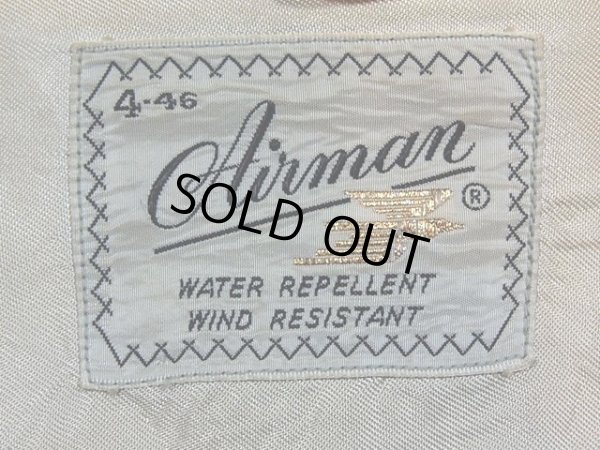 4-46
Airman ®
SOLD OUT
WATER REPELLENT
WIND RESISTANT